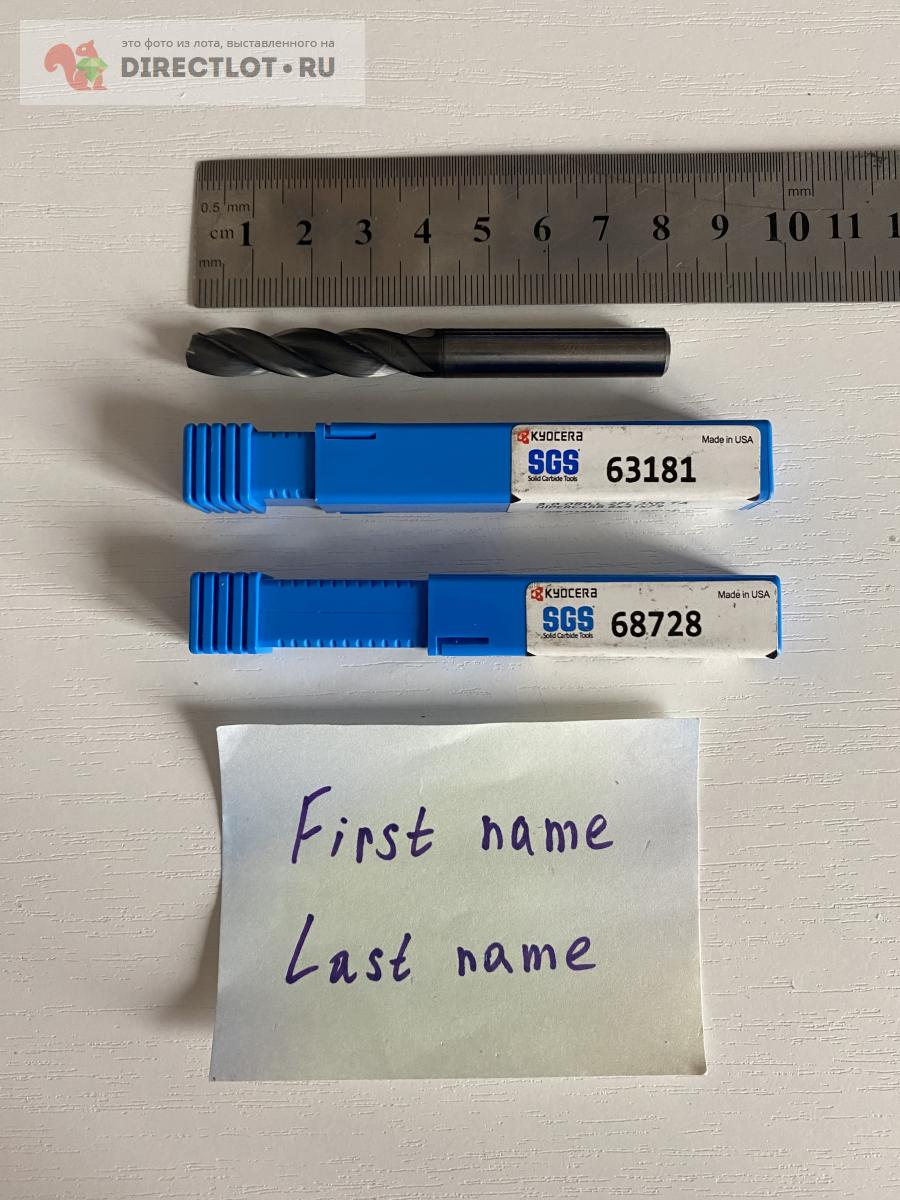 это фото из лота, выставленного на
DIRECTLOT•RU
mm
0.5 mm
cm 1 2 3 4 5 6 7 8 9 10 11
mm
KYOCERA
Made in USA
SGS 63181
Solid Carbide Tools
KYOCERA
Made in USA
SGS 68728
Solid Carbide Tools
First name
Last name